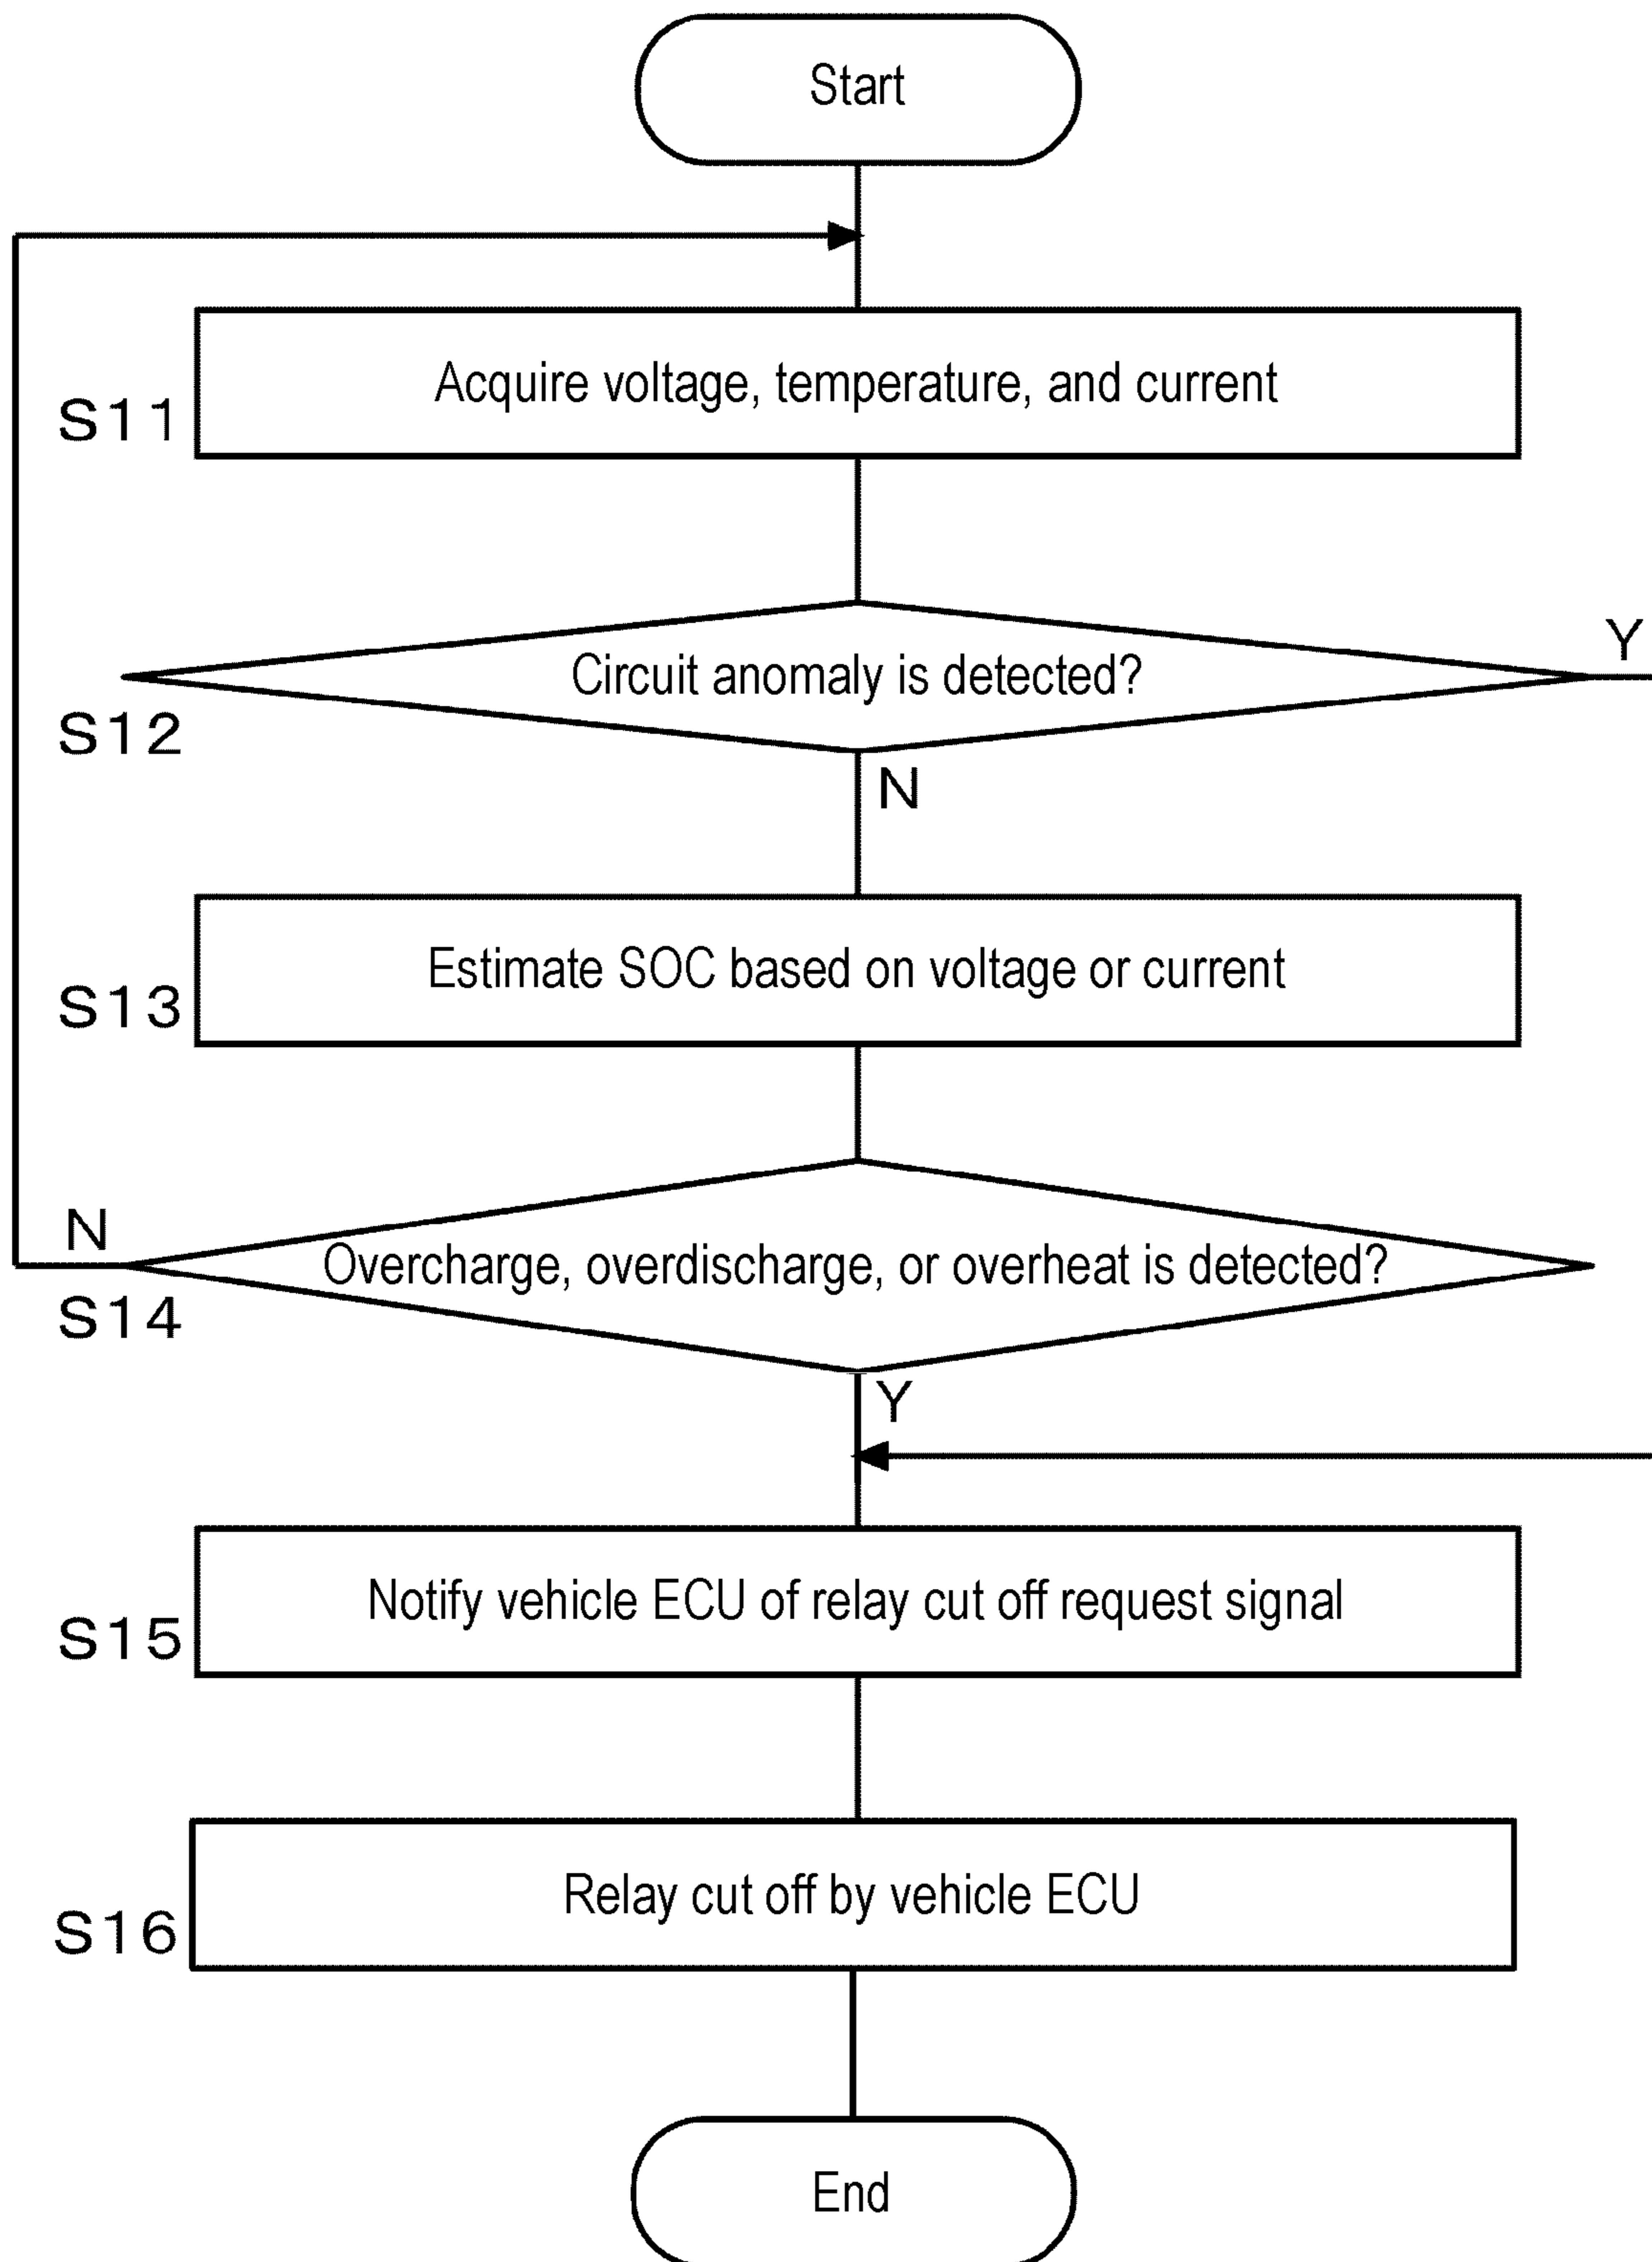 Start
Acquire voltage, temperature, and current
S11
Circuit anomaly is detected?
Y
S12
N
Estimate SOC based on voltage or current
S13
N
Overcharge, overdischarge, or overheat is detected?
S14
Y
Notify vehicle ECU of relay cut off request signal
S15
Relay cut off by vehicle ECU
S16
End